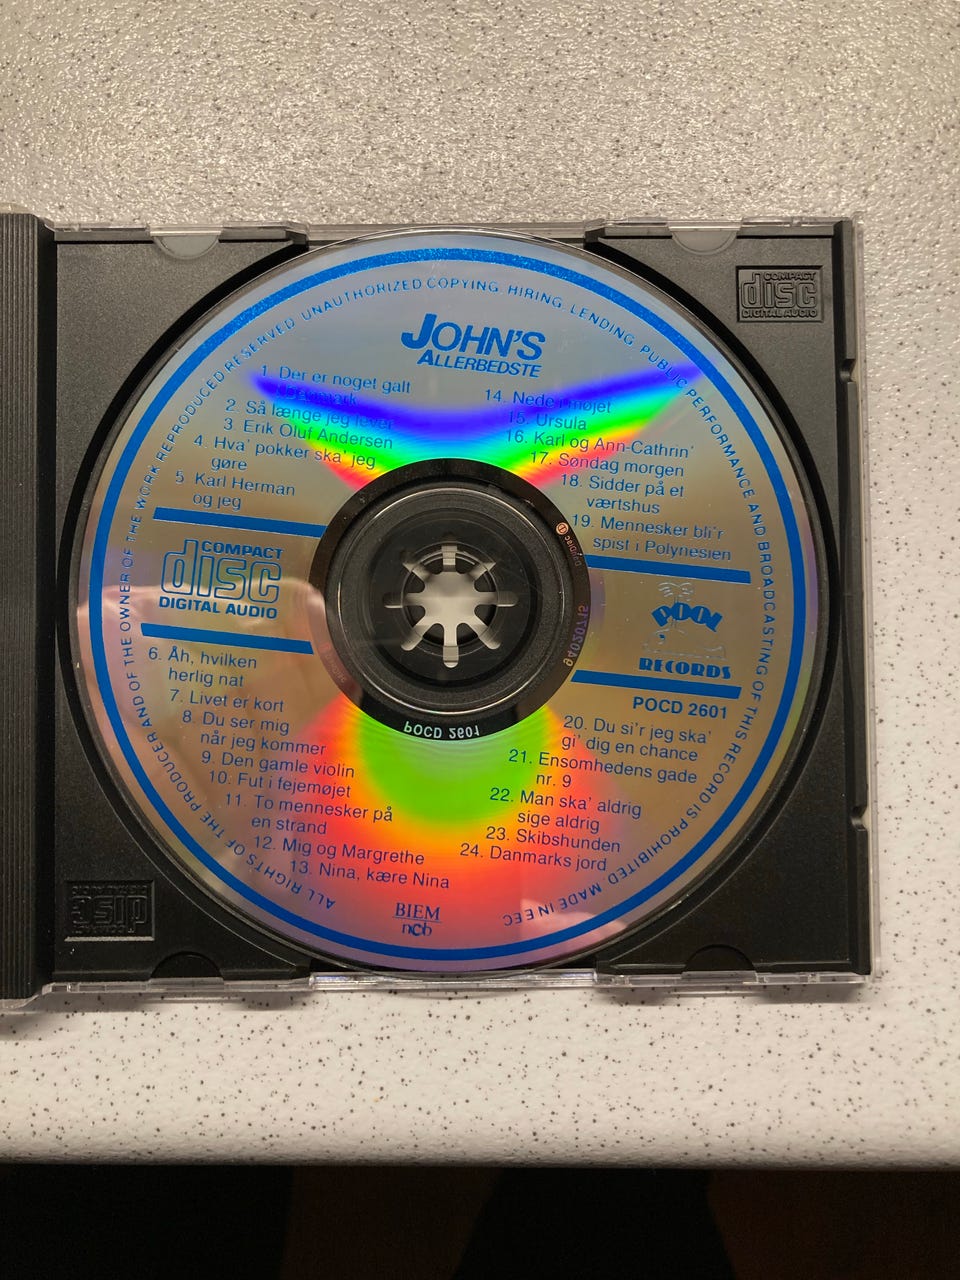 COMPACT
disc
DIGITAL AUDIO
JOHN'S
ALLERBEDSTE
1. Der er noget galt
i Danmark
2. Så længe jeg lever
3. Erik Oluf Andersen
4. Hva' pokker ska' jeg
gøre
5 Karl Herman
og jeg
COMPACT
disc
DIGITAL AUDIO
6. Åh, hvilken
herlig nat
7. Livet er kort
8. Du ser mig
når jeg kommer
9. Den gamle violin
10. Fut i fejemøjet
11. To mennesker på
en strand
12. Mig og Margrethe
13. Nina, kære Nina
14. Nede i møjet
15. Ursula
16. Karl og Ann-Cathrin'
17. Søndag morgen
18. Sidder på et
værtshus
19. Mennesker bli'r
spist i Polynesien
POOL
RECORDS
POCD 2601
20. Du si'r jeg ska'
gi' dig en chance
21. Ensomhedens gade
nr. 9
22. Man ska' aldrig
sige aldrig
23. Skibshunden
24. Danmarks jord
BIEM
ncb
ALL RIGHTS OF THE PRODUCER AND OF THE OWNER OF THE WORK REPRODUCED RESERVED. UNAUTHORIZED COPYING, HIRING, LENDING, PUBLIC PERFORMANCE AND BROADCASTING OF THIS RECORD IS PROHIBITED. MADE IN EEC
POCD 2601
94020715
COMPACT
disc
DIGITAL AUDIO